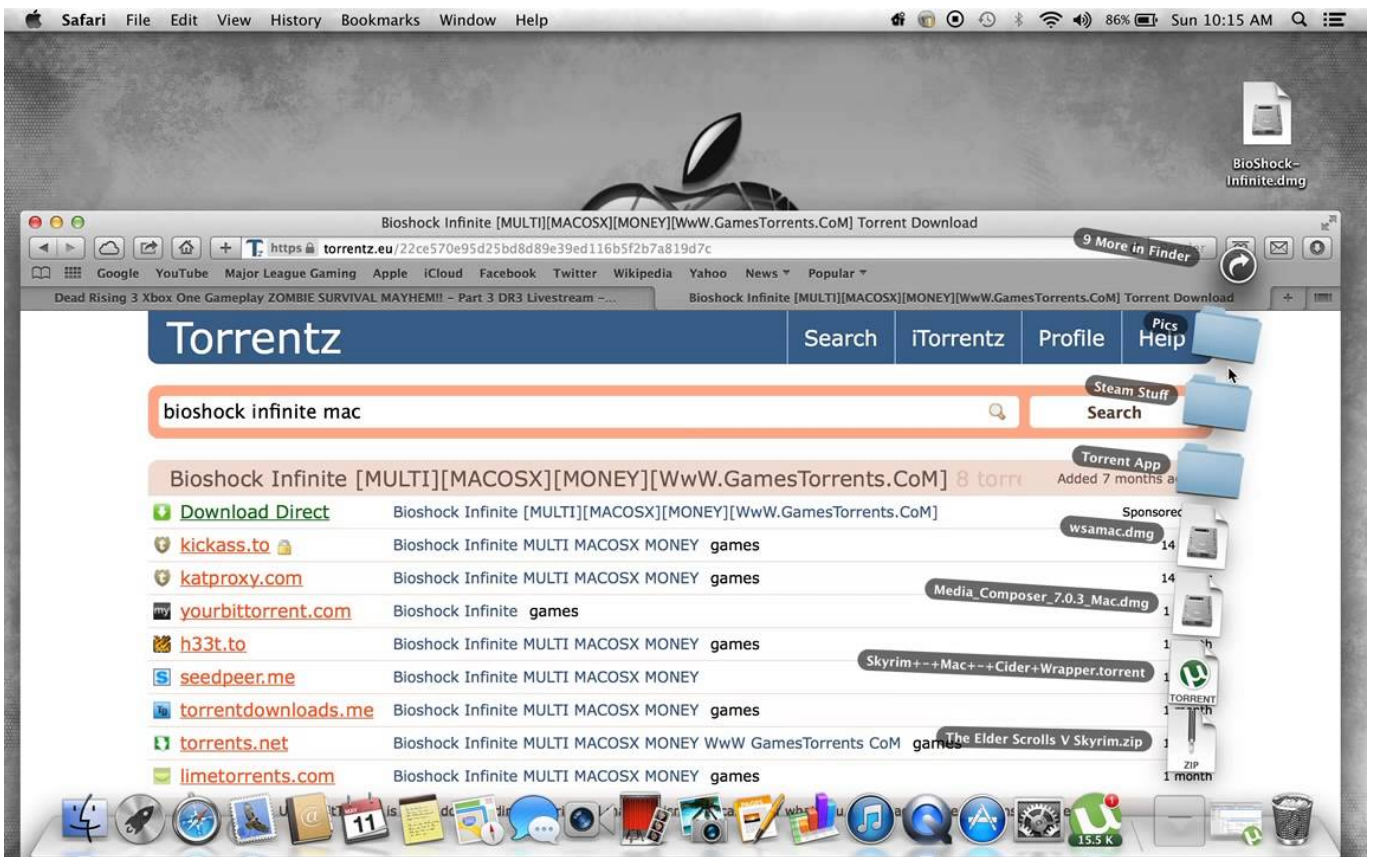 Safari File Edit View History Bookmarks Window Help 86% Sun 10:15 AM
BioShock-
Infinite.dmg
Bioshock Infinite [MULTI][MACOSX][MONEY][WwW.GamesTorrents.CoM] Torrent Download
https torrentz.eu/22ce570e95d25bd8d89e39ed116b5f2b7a819d7c
9 More in Finder
Google YouTube Major League Gaming Apple iCloud Facebook Twitter Wikipedia Yahoo News Popular
Dead Rising 3 Xbox One Gameplay ZOMBIE SURVIVAL MAYHEM!! - Part 3 DR3 Livestream -... Bioshock Infinite [MULTI][MACOSX][MONEY][WwW.GamesTorrents.CoM] Torrent Download
Torrentz Search iTorrentz Profile Help
Pics
Steam Stuff
bioshock infinite mac Search
Torrent App
Bioshock Infinite [MULTI][MACOSX][MONEY][WwW.GamesTorrents.CoM] 8 Added 7 months
Download Direct Bioshock Infinite [MULTI][MACOSX][MONEY][WwW.GamesTorrents.CoM] Sponsored
wsamac.dmg
kickass.to Bioshock Infinite MULTI MACOSX MONEY games 14
katproxy.com Bioshock Infinite MULTI MACOSX MONEY games 14
Media_Composer_7.0.3_Mac.dmg
yourbittorrent.com Bioshock Infinite games 1
h33t.to Bioshock Infinite MULTI MACOSX MONEY games 1
Skyrim+-+Mac+-+Cider+Wrapper.torrent
seedpeer.me Bioshock Infinite MULTI MACOSX MONEY 1
TORRENT
torrentdownloads.me Bioshock Infinite MULTI MACOSX MONEY games 1 month
torrents.net Bioshock Infinite MULTI MACOSX MONEY WwW GamesTorrents CoM games
The Elder Scrolls V Skyrim.zip
ZIP
limetorrents.com Bioshock Infinite MULTI MACOSX MONEY games 1 month
11
1
15.5 K